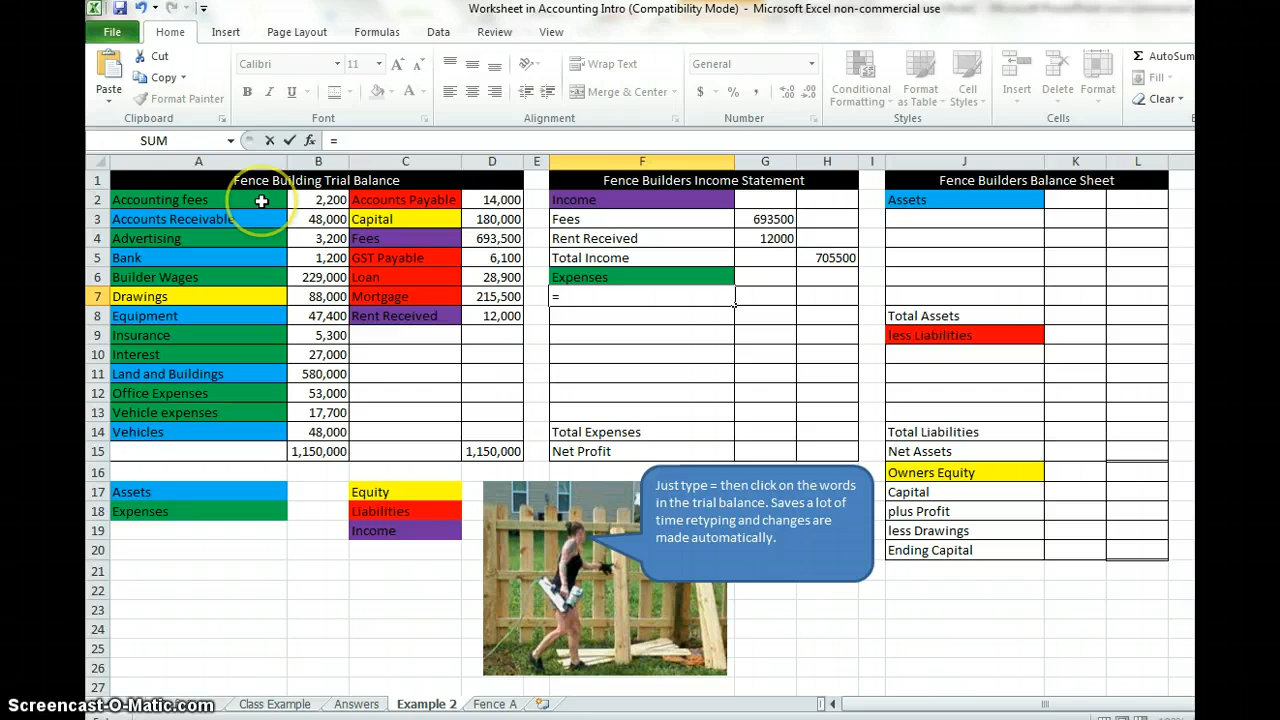 Worksheet in Accounting Intro (Compatibility Mode) - Microsoft Excel non-commercial use
File Home Insert Page Layout Formulas Data Review View
Paste Cut Copy Format Painter Clipboard
Calibri 11 A A B I U A Font
Wrap Text Merge & Center Alignment
General $ % , Number
Conditional Formatting Format as Table Cell Styles Styles
Insert Delete Format Cells
Σ AutoSum Fill Clear
SUM fx =
A B C D E F G H I J K L
1 Fence Building Trial Balance Fence Builders Income Statement Fence Builders Balance Sheet
2 Accounting fees 2,200 Accounts Payable 14,000 Income Assets
3 Accounts Receivable 48,000 Capital 180,000 Fees 693500
4 Advertising 3,200 Fees 693,500 Rent Received 12000
5 Bank 1,200 GST Payable 6,100 Total Income 705500
6 Builder Wages 229,000 Loan 28,900 Expenses
7 Drawings 88,000 Mortgage 215,500 =
8 Equipment 47,400 Rent Received 12,000 Total Assets
9 Insurance 5,300 less Liabilities
10 Interest 27,000
11 Land and Buildings 580,000
12 Office Expenses 53,000
13 Vehicle expenses 17,700
14 Vehicles 48,000 Total Expenses Total Liabilities
15 1,150,000 1,150,000 Net Profit Net Assets
16 Owners Equity
17 Assets Equity Capital
18 Expenses Liabilities plus Profit
19 Income less Drawings
20 Ending Capital
21
22
23
24
25
26
27
Just type = then click on the words
in the trial balance. Saves a lot of
time retyping and changes are
made automatically.
Class Example Answers Example 2 Fence A
Screencast-O-Matic.com